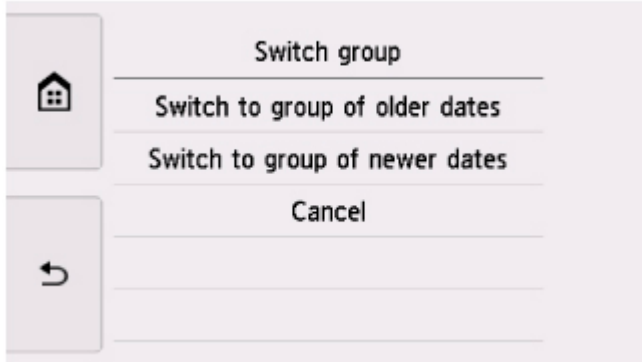 Switch group
Switch to group of older dates
Switch to group of newer dates
Cancel